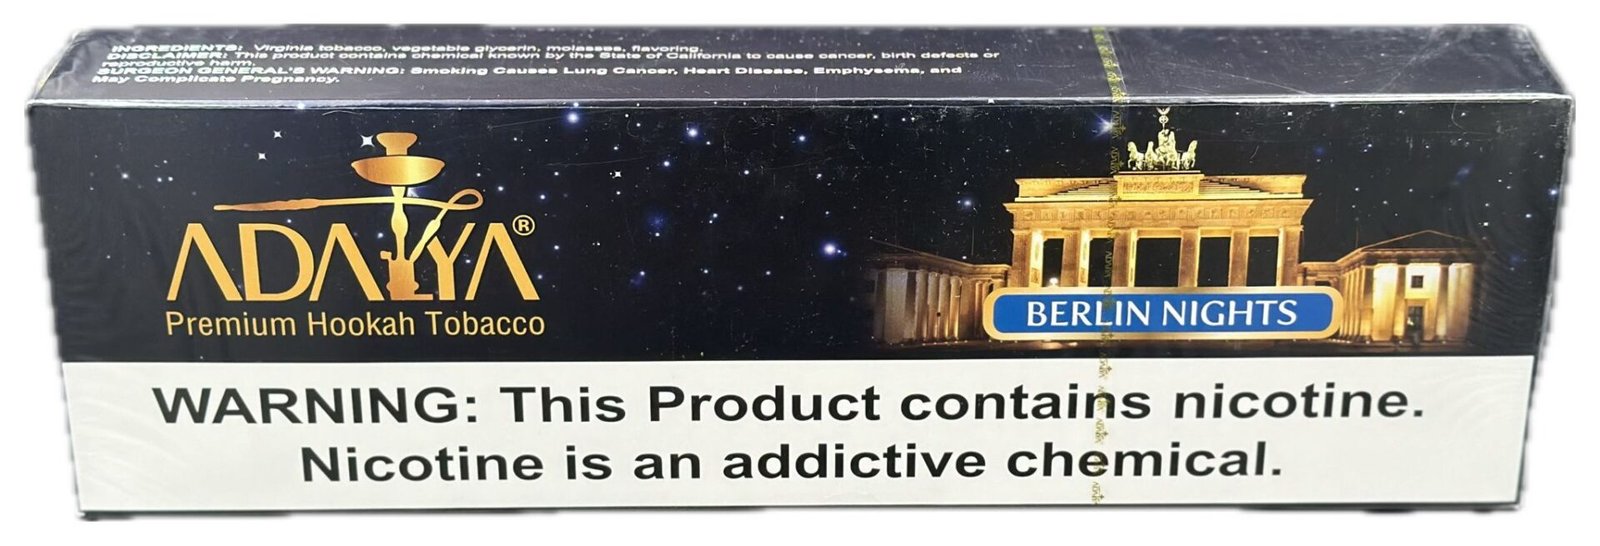 INGREDIENTS: Virginia tobacco, vegetable glycerin, molasses, flavoring.
DISCLAIMER: This product contains chemical known by the State of California to cause cancer, birth defects or
reproductive harm.
SURGEON GENERAL'S WARNING: Smoking Causes Lung Cancer, Heart Disease, Emphysema, and
May Complicate Pregnancy.
ADALYA®
Premium Hookah Tobacco
BERLIN NIGHTS
WARNING: This Product contains nicotine.
Nicotine is an addictive chemical.